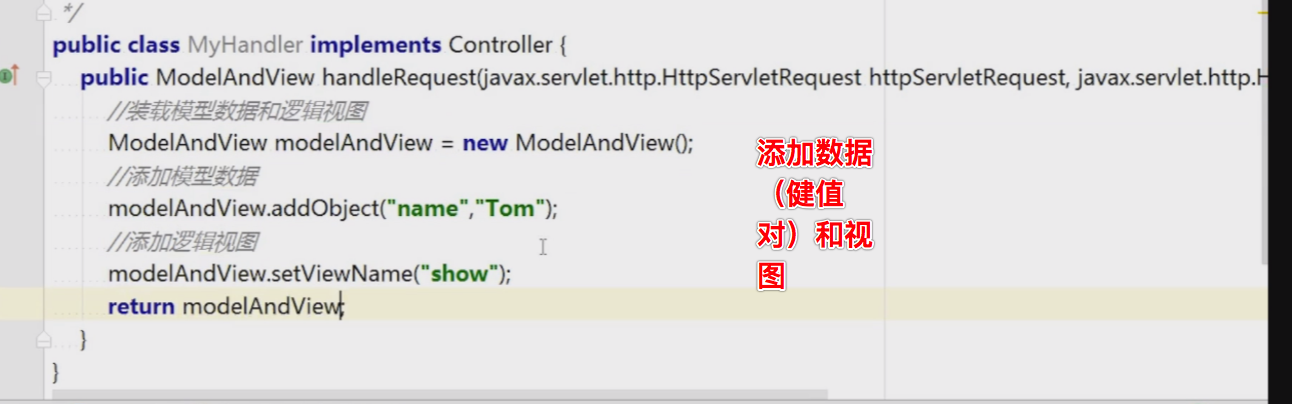 */
public class MyHandler implements Controller {
public ModelAndView handleRequest(javax.servlet.http.HttpServletRequest httpServletRequest, javax.servlet.http.H
//装载模型数据和逻辑视图
ModelAndView modelAndView = new ModelAndView();
//添加模型数据
modelAndView.addObject("name","Tom");
//添加逻辑视图
modelAndView.setViewName("show");
return modelAndView;
}
}
添加数据
（健值
对）和视
图